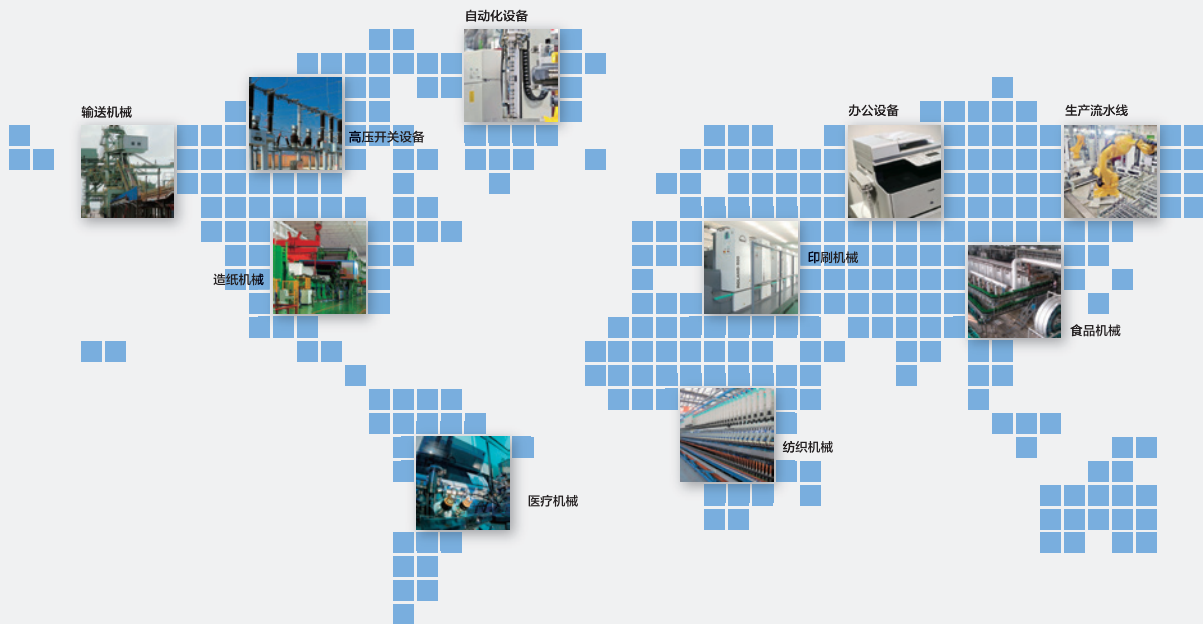 自动化设备
输送机械
高压开关设备
办公设备
生产流水线
造纸机械
印刷机械
食品机械
纺织机械
医疗机械